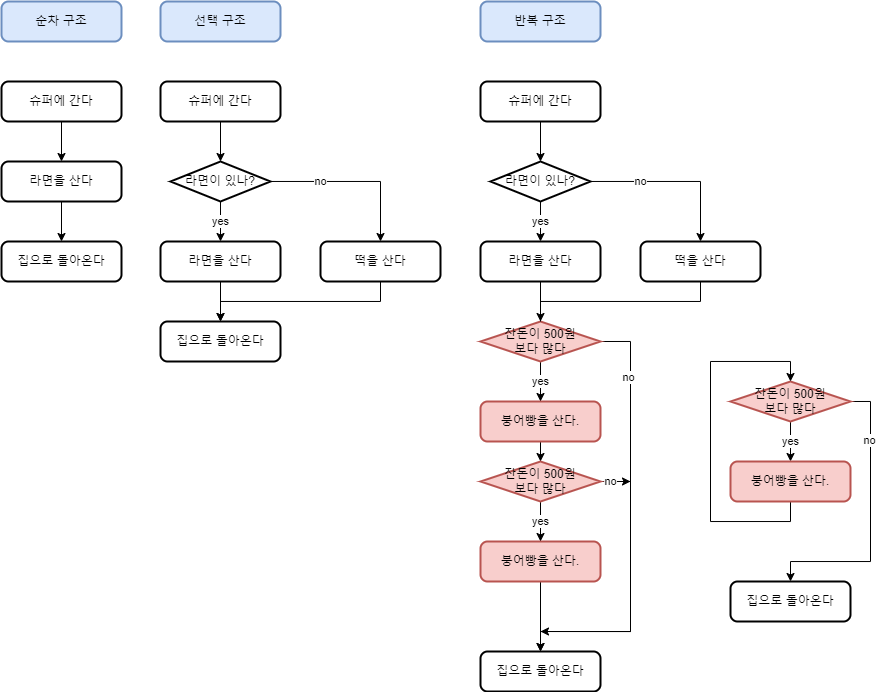 순차 구조
선택 구조
반복 구조
슈퍼에 간다
슈퍼에 간다
슈퍼에 간다
라면을 산다
라면이 있나?
no
라면이 있나?
no
yes
yes
집으로 돌아온다
라면을 산다
떡을 산다
라면을 산다
떡을 산다
집으로 돌아온다
잔돈이 500원
보다 많다
no
yes
붕어빵을 산다.
잔돈이 500원
보다 많다
no
yes
붕어빵을 산다.
집으로 돌아온다
잔돈이 500원
보다 많다
no
yes
붕어빵을 산다.
집으로 돌아온다